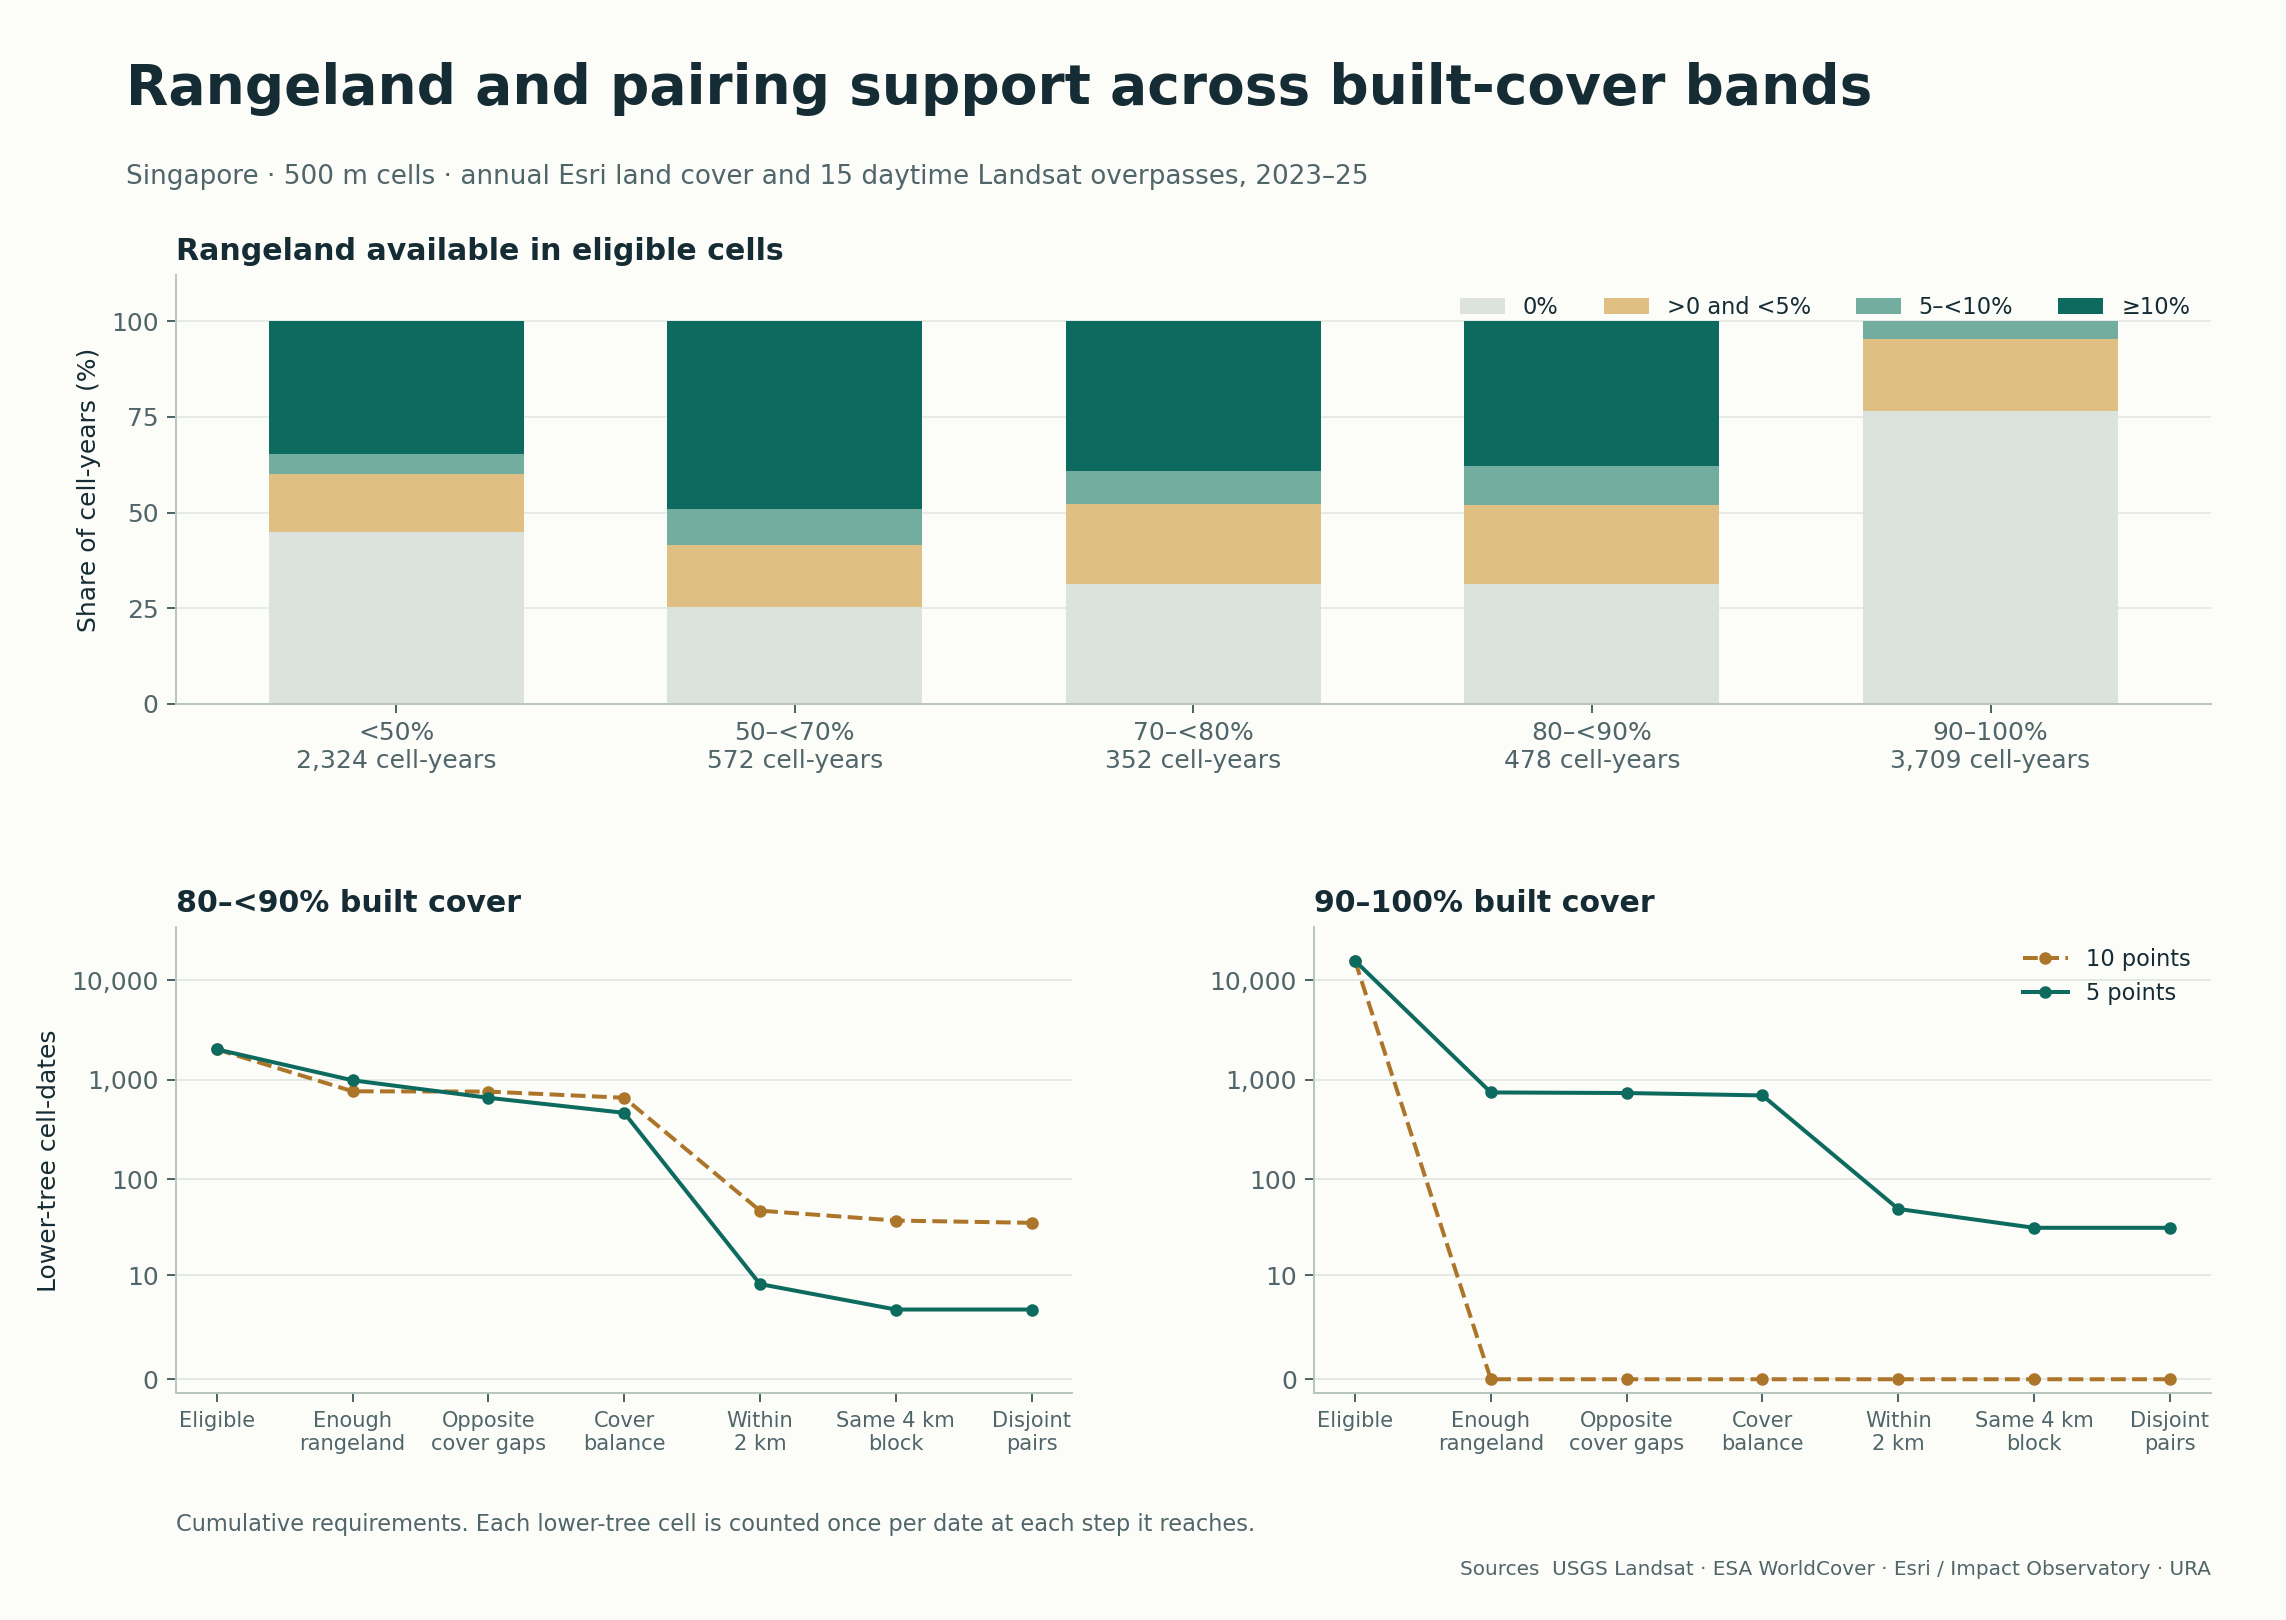 Rangeland and pairing support across built-cover bands
Singapore · 500 m cells · annual Esri land cover and 15 daytime Landsat overpasses, 2023–25
Rangeland available in eligible cells
0%
>0 and <5%
5–<10%
≥10%
Share of cell-years (%)
100
75
50
25
0
<50%
2,324 cell-years
50–<70%
572 cell-years
70–<80%
352 cell-years
80–<90%
478 cell-years
90–100%
3,709 cell-years
80–<90% built cover
Lower-tree cell-dates
10,000
1,000
100
10
0
Eligible
Enough
rangeland
Opposite
cover gaps
Cover
balance
Within
2 km
Same 4 km
block
Disjoint
pairs
90–100% built cover
10 points
5 points
10,000
1,000
100
10
0
Eligible
Enough
rangeland
Opposite
cover gaps
Cover
balance
Within
2 km
Same 4 km
block
Disjoint
pairs
Cumulative requirements. Each lower-tree cell is counted once per date at each step it reaches.
Sources  USGS Landsat · ESA WorldCover · Esri / Impact Observatory · URA